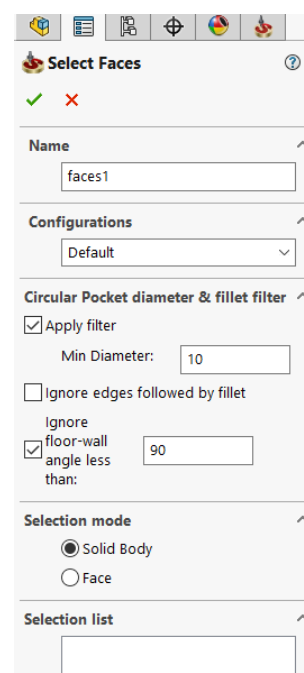 Select Faces
Name
faces1
Configurations
Default
Circular Pocket diameter & fillet filter
Apply filter
Min Diameter:
10
Ignore edges followed by fillet
Ignore
floor-wall
angle less
than:
90
Selection mode
Solid Body
Face
Selection list